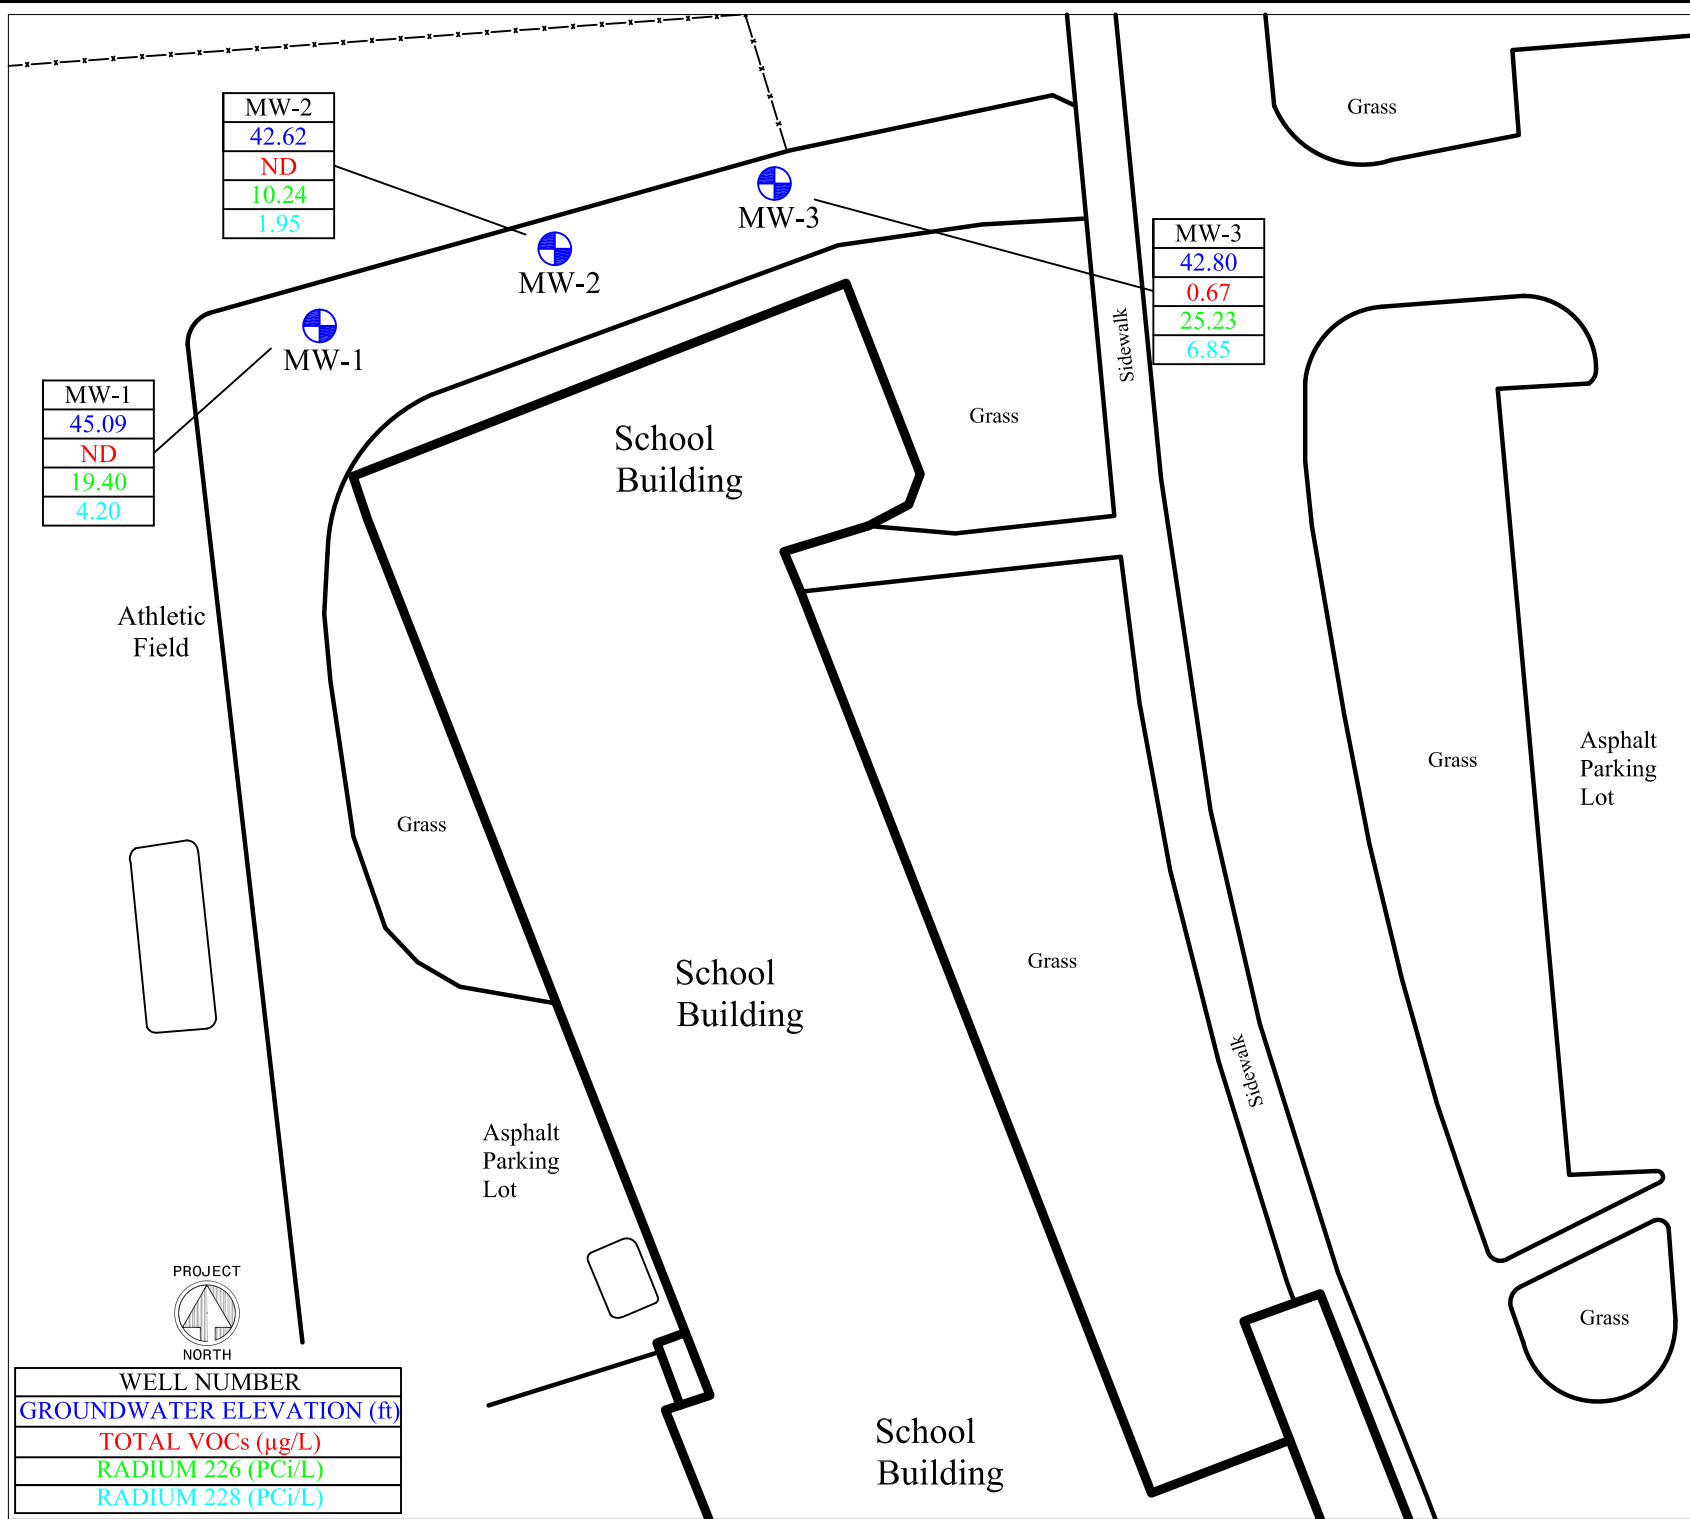 Grass
MW-2
42.62
ND
10.24
1.95
MW-3
MW-2
MW-1
MW-3
42.80
0.67
25.23
6.85
MW-1
45.09
ND
19.40
4.20
Sidewalk
Grass
School
Building
Athletic
Field
Grass
Asphalt
Parking
Lot
Grass
School
Building
Grass
Sidewalk
Asphalt
Parking
Lot
Grass
PROJECT
NORTH
WELL NUMBER
GROUNDWATER ELEVATION (ft)
TOTAL VOCs (µg/L)
RADIUM 226 (PCi/L)
RADIUM 228 (PCi/L)
School
Building